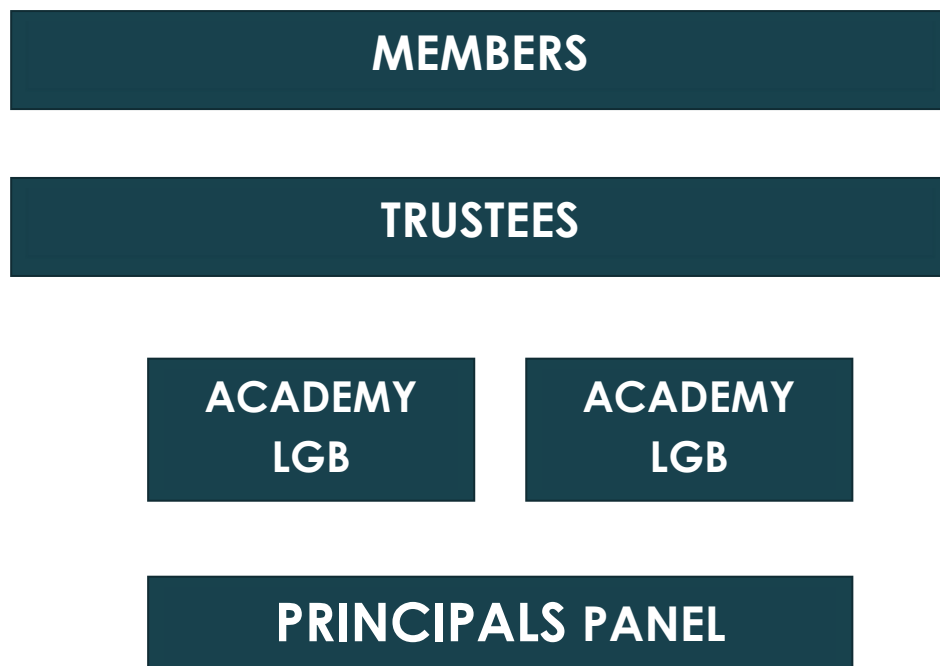 MEMBERS
TRUSTEES
ACADEMY
LGB
ACADEMY
LGB
PRINCIPALS PANEL